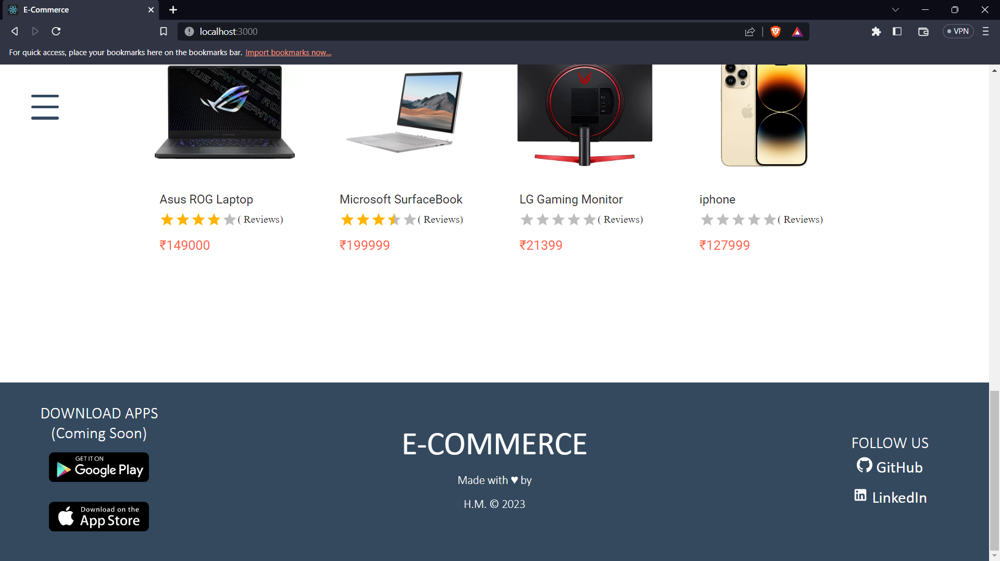 E-Commerce
localhost:3000
VPN
For quick access, place your bookmarks here on the bookmarks bar. Import bookmarks now...
Asus ROG Laptop
( Reviews)
₹149000
Microsoft SurfaceBook
( Reviews)
₹199999
LG Gaming Monitor
( Reviews)
₹21399
iphone
( Reviews)
₹127999
DOWNLOAD APPS
(Coming Soon)
GET IT ON
Google Play
Download on the
App Store
E-COMMERCE
Made with ♥ by
H.M. © 2023
FOLLOW US
GitHub
LinkedIn